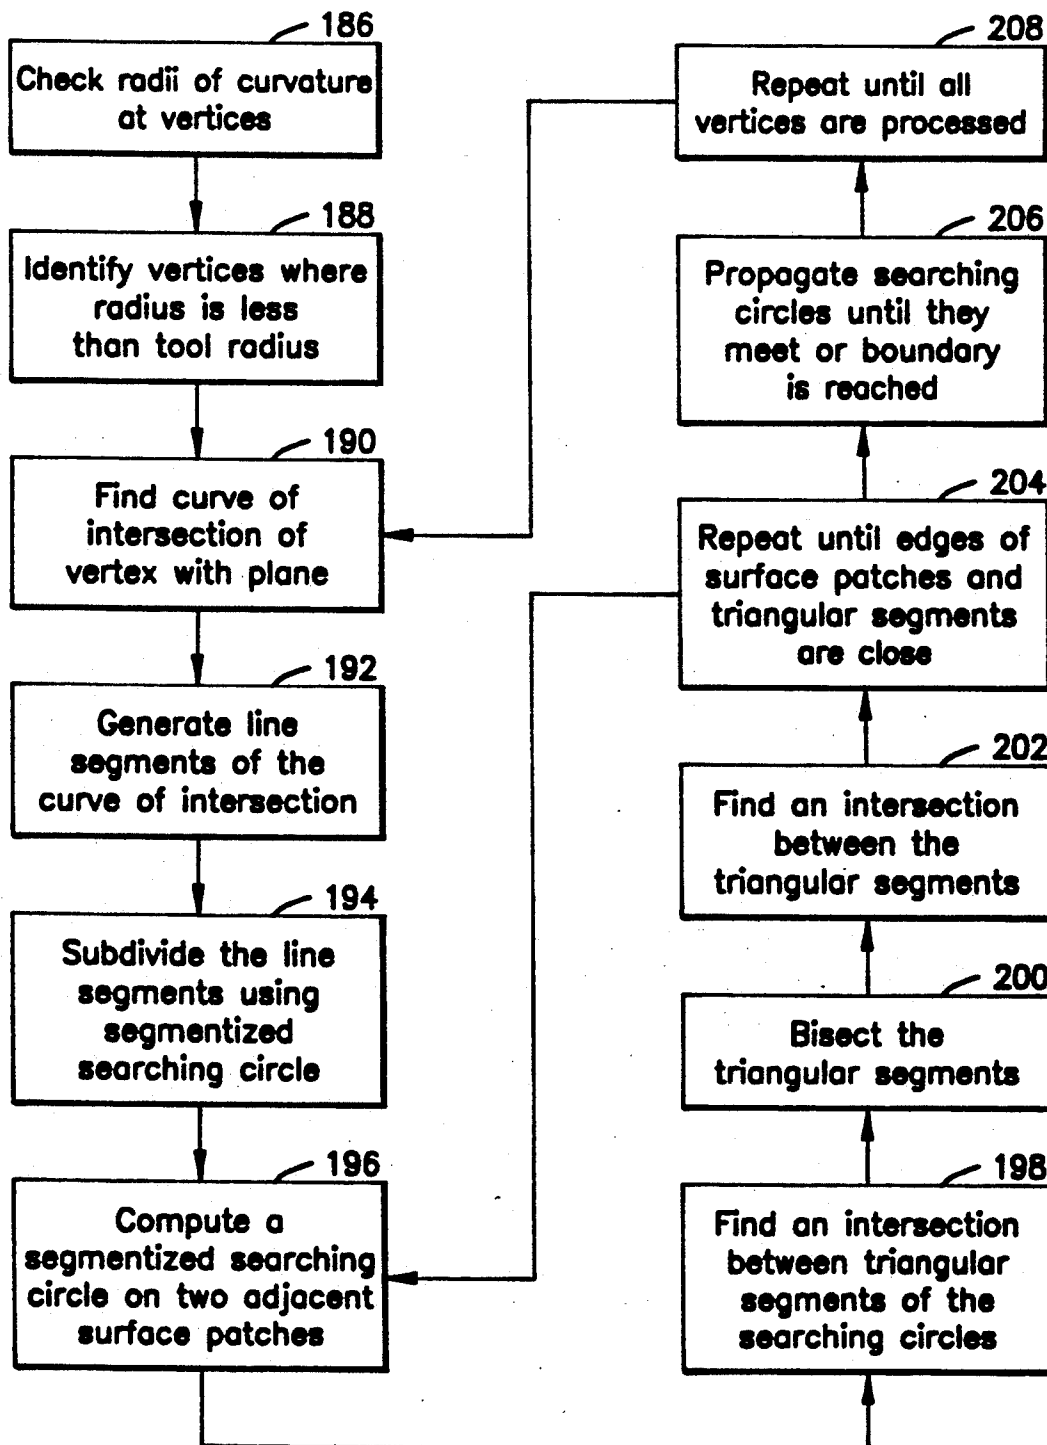 186
Check radii of curvature
at vertices
188
Identify vertices where
radius is less
than tool radius
190
Find curve of
intersection of
vertex with plane
192
Generate line
segments of the
curve of intersection
194
Subdivide the line
segments using
segmentized
searching circle
196
Compute a
segmentized searching
circle on two adjacent
surface patches
208
Repeat until all
vertices are processed
206
Propagate searching
circles until they
meet or boundary
is reached
204
Repeat until edges of
surface patches and
triangular segments
are close
202
Find an intersection
between the
triangular segments
200
Bisect the
triangular segments
198
Find an intersection
between triangular
segments of the
searching circles